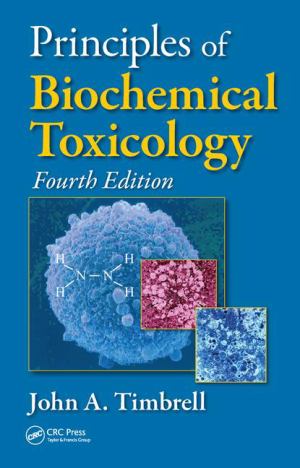 Principles of
Biochemical
Toxicology
Fourth Edition
H H
N–N
H H
John A. Timbrell
CRC Press
Taylor & Francis Group